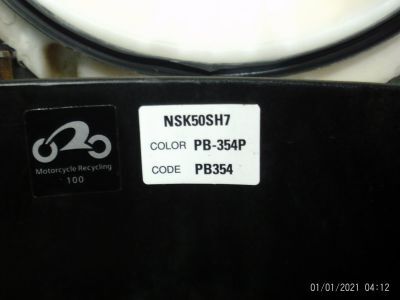 Motorcycle Recycling
100
NSK50SH7
COLOR PB-354P
CODE PB354
01/01/2021 04:12